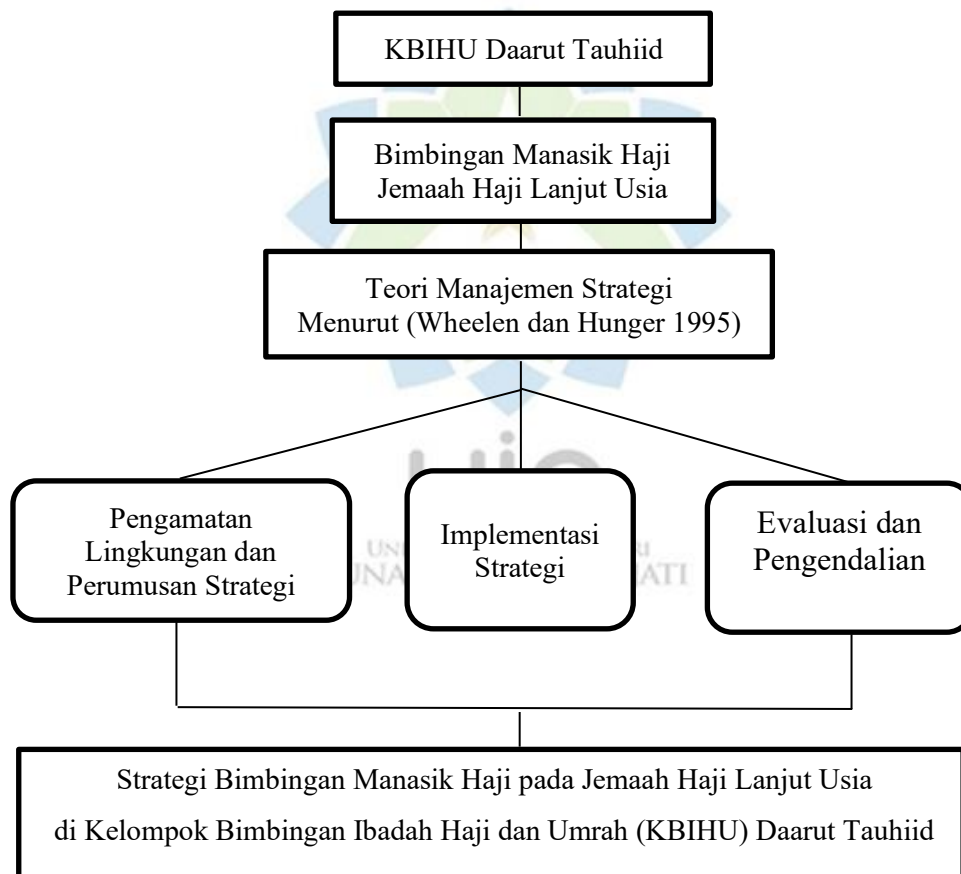 KBIHU Daarut Tauhiid
Bimbingan Manasik Haji
Jemaah Haji Lanjut Usia
Teori Manajemen Strategi
Menurut (Wheelen dan Hunger 1995)
Pengamatan
Lingkungan dan
Perumusan Strategi
Implementasi
Strategi
Evaluasi dan
Pengendalian
Strategi Bimbingan Manasik Haji pada Jemaah Haji Lanjut Usia
di Kelompok Bimbingan Ibadah Haji dan Umrah (KBIHU) Daarut Tauhiid